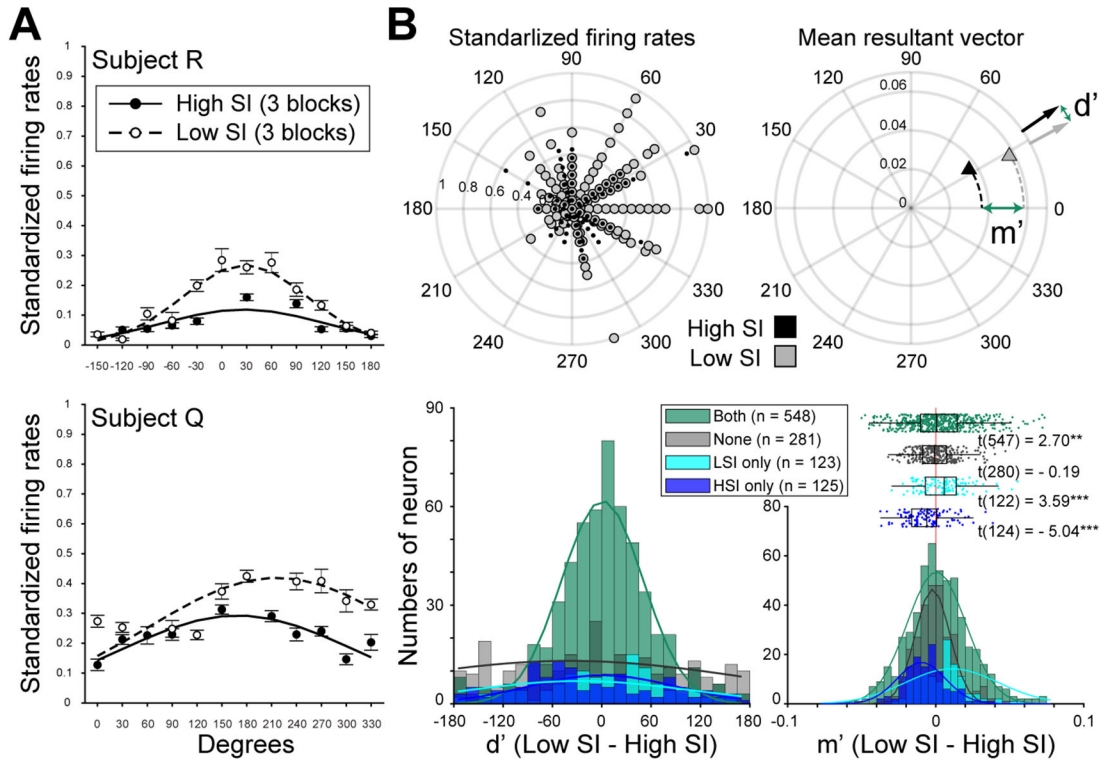 A
Subject R
High SI (3 blocks)
Low SI (3 blocks)
Standardized firing rates
1
0.9
0.8
0.7
0.6
0.5
0.4
0.3
0.2
0.1
0
-150 -120 -90 -60 -30 0 30 60 90 120 150 180
Subject Q
Standardized firing rates
1
0.9
0.8
0.7
0.6
0.5
0.4
0.3
0.2
0.1
0
0 30 60 90 120 150 180 210 240 270 300 330
Degrees
B
Standarlized firing rates
90
120 60
150 30
1 0.8 0.6 0.4
180 0
210 330
240 300
270
Mean resultant vector
90
120 60
0.06
0.04
0.02
0
150
d'
m'
180 0
210 330
240 300
270
High SI
Low SI
Numbers of neuron
90
60
30
0
-180 -120 -60 0 60 120 180
d' (Low SI - High SI)
Both (n = 548)
None (n = 281)
LSI only (n = 123)
HSI only (n = 125)
t(547) = 2.70**
t(280) = - 0.19
t(122) = 3.59***
t(124) = - 5.04***
80
60
40
20
0
-0.1 0 0.1
m' (Low SI - High SI)